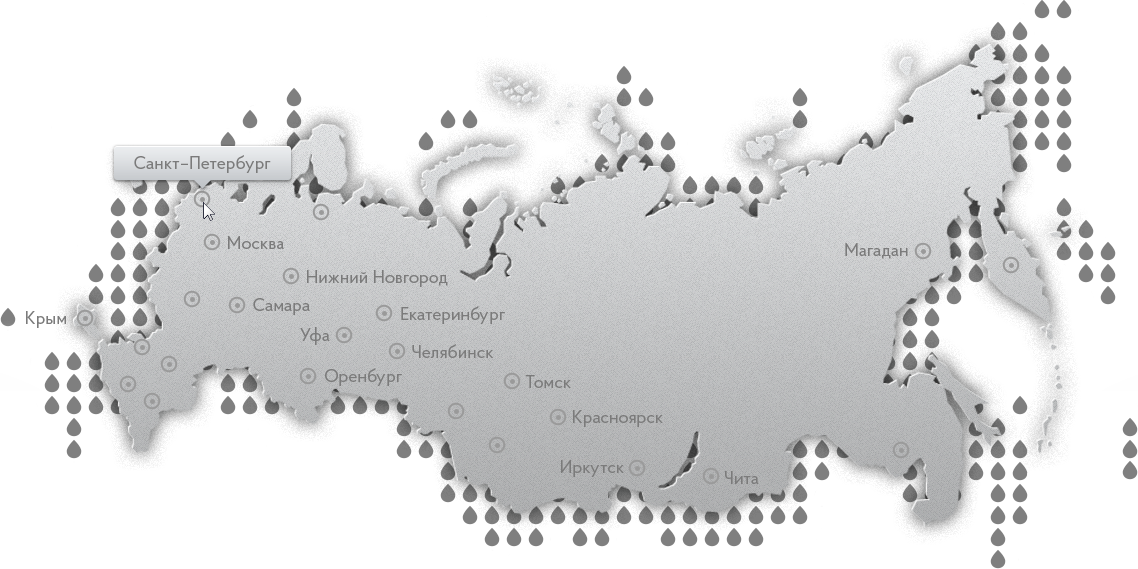 Санкт-Петербург
Москва
Магадан
Нижний Новгород
Самара
Крым
Екатеринбург
Уфа
Челябинск
Оренбург
Томск
Красноярск
Иркутск
Чита